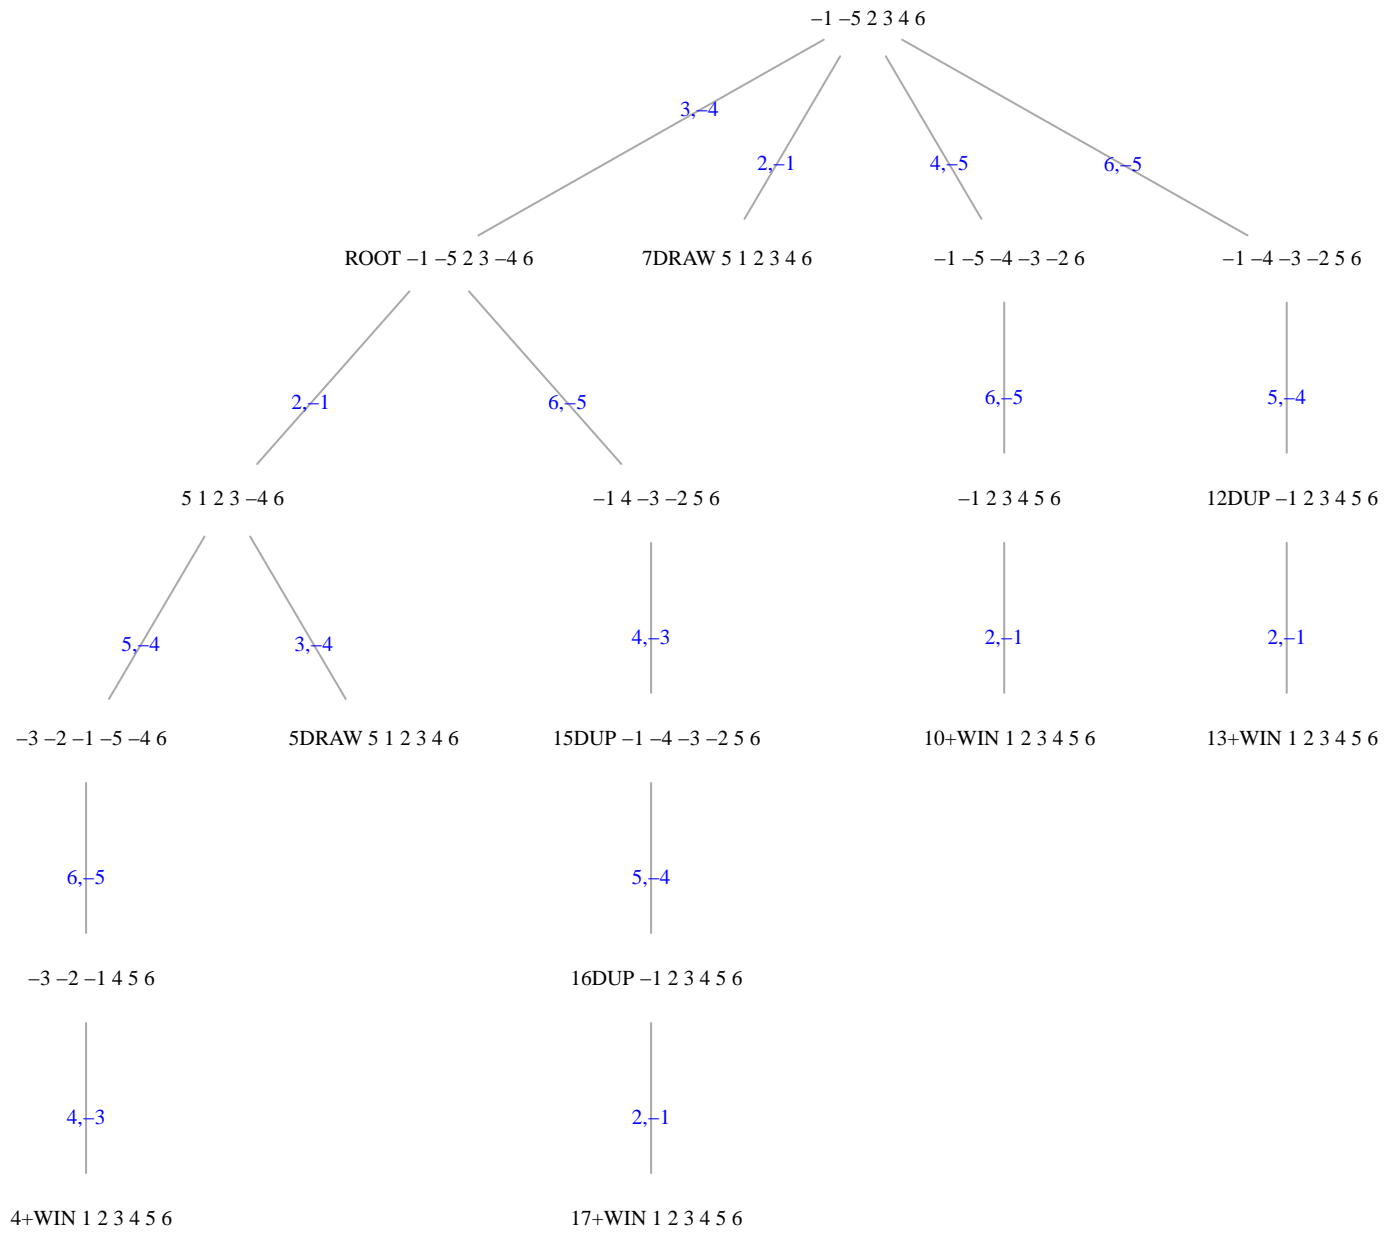 −1 −5 2 3 4 6
3,−4
2,−1
4,−5
6,−5
ROOT −1 −5 2 3 −4 6
7DRAW 5 1 2 3 4 6
−1 −5 −4 −3 −2 6
−1 −4 −3 −2 5 6
2,−1
6,−5
6,−5
5,−4
5 1 2 3 −4 6
−1 4 −3 −2 5 6
−1 2 3 4 5 6
12DUP −1 2 3 4 5 6
5,−4
3,−4
4,−3
2,−1
2,−1
−3 −2 −1 −5 −4 6
5DRAW 5 1 2 3 4 6
15DUP −1 −4 −3 −2 5 6
10+WIN 1 2 3 4 5 6
13+WIN 1 2 3 4 5 6
6,−5
5,−4
−3 −2 −1 4 5 6
16DUP −1 2 3 4 5 6
4,−3
2,−1
4+WIN 1 2 3 4 5 6
17+WIN 1 2 3 4 5 6